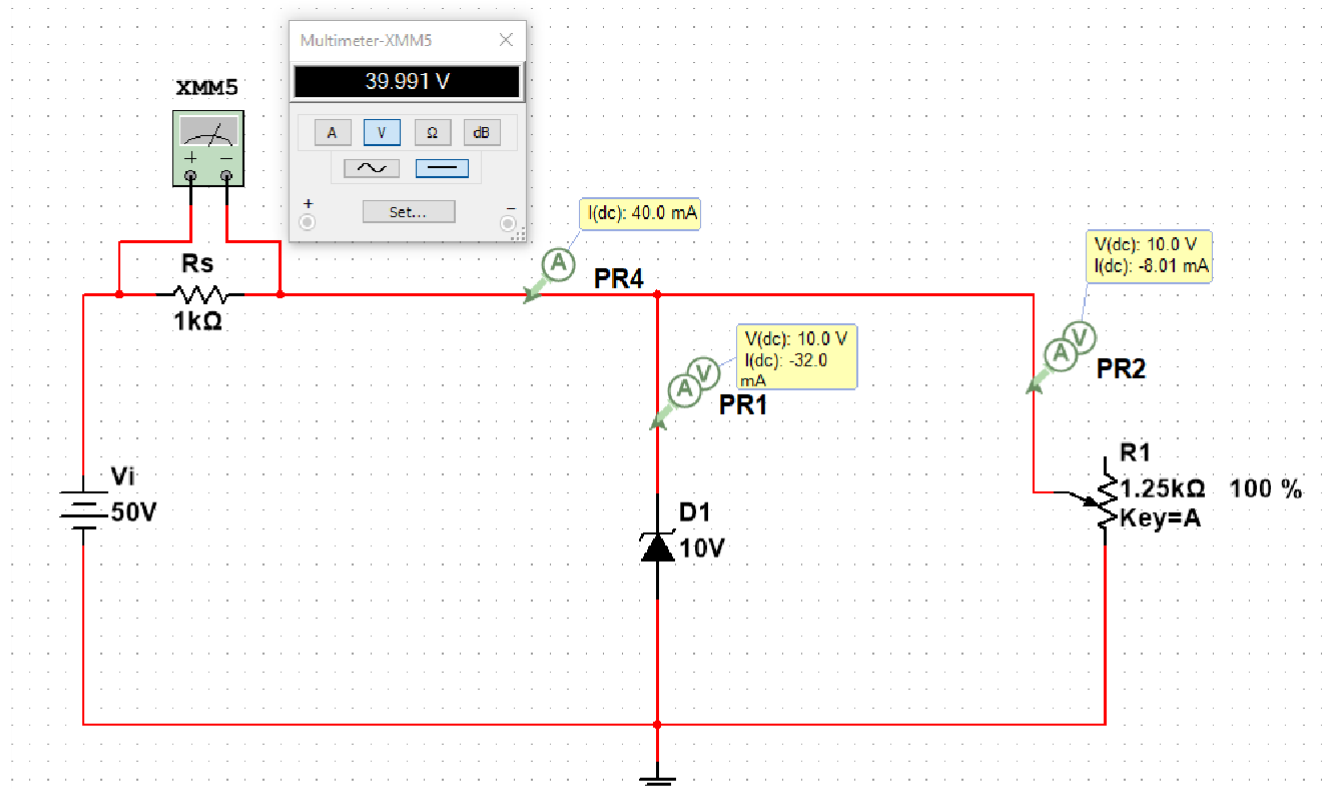 Multimeter-XMM5
39.991 V
A V Ω dB
+ Set... −
XMM5
+ −
Rs
1kΩ
I(dc): 40.0 mA
A
PR4
V(dc): 10.0 V
I(dc): -8.01 mA
A V
PR2
V(dc): 10.0 V
I(dc): -32.0
mA
A V
PR1
Vi
50V
D1
10V
R1
1.25kΩ 100 %
Key=A